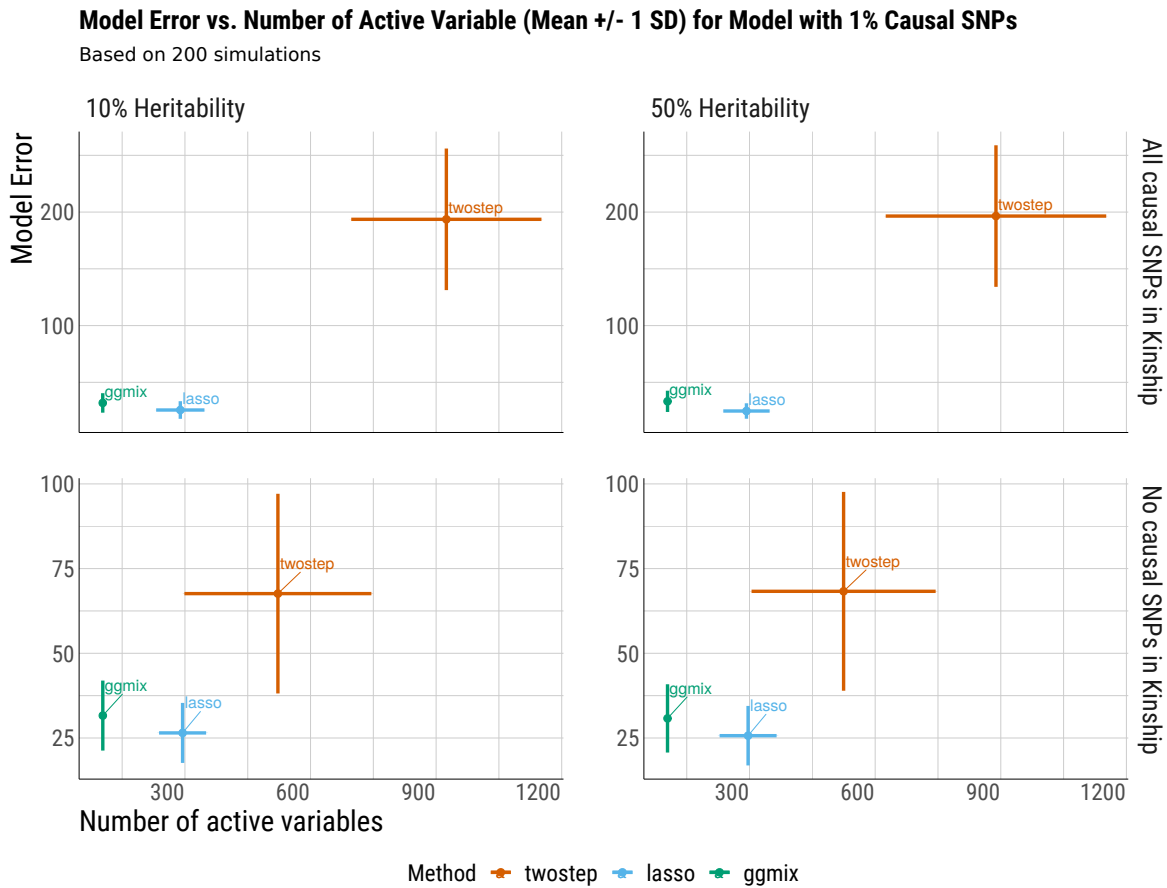 Model Error vs. Number of Active Variable (Mean +/- 1 SD) for Model with 1% Causal SNPs
Based on 200 simulations
10% Heritability
50% Heritability
Model Error
200
100
twostep
ggmix
lasso
200
100
twostep
ggmix
lasso
All causal SNPs in Kinship
100
75
50
25
twostep
ggmix
lasso
100
75
50
25
twostep
ggmix
lasso
No causal SNPs in Kinship
300 600 900 1200
300 600 900 1200
Number of active variables
Method twostep lasso ggmix